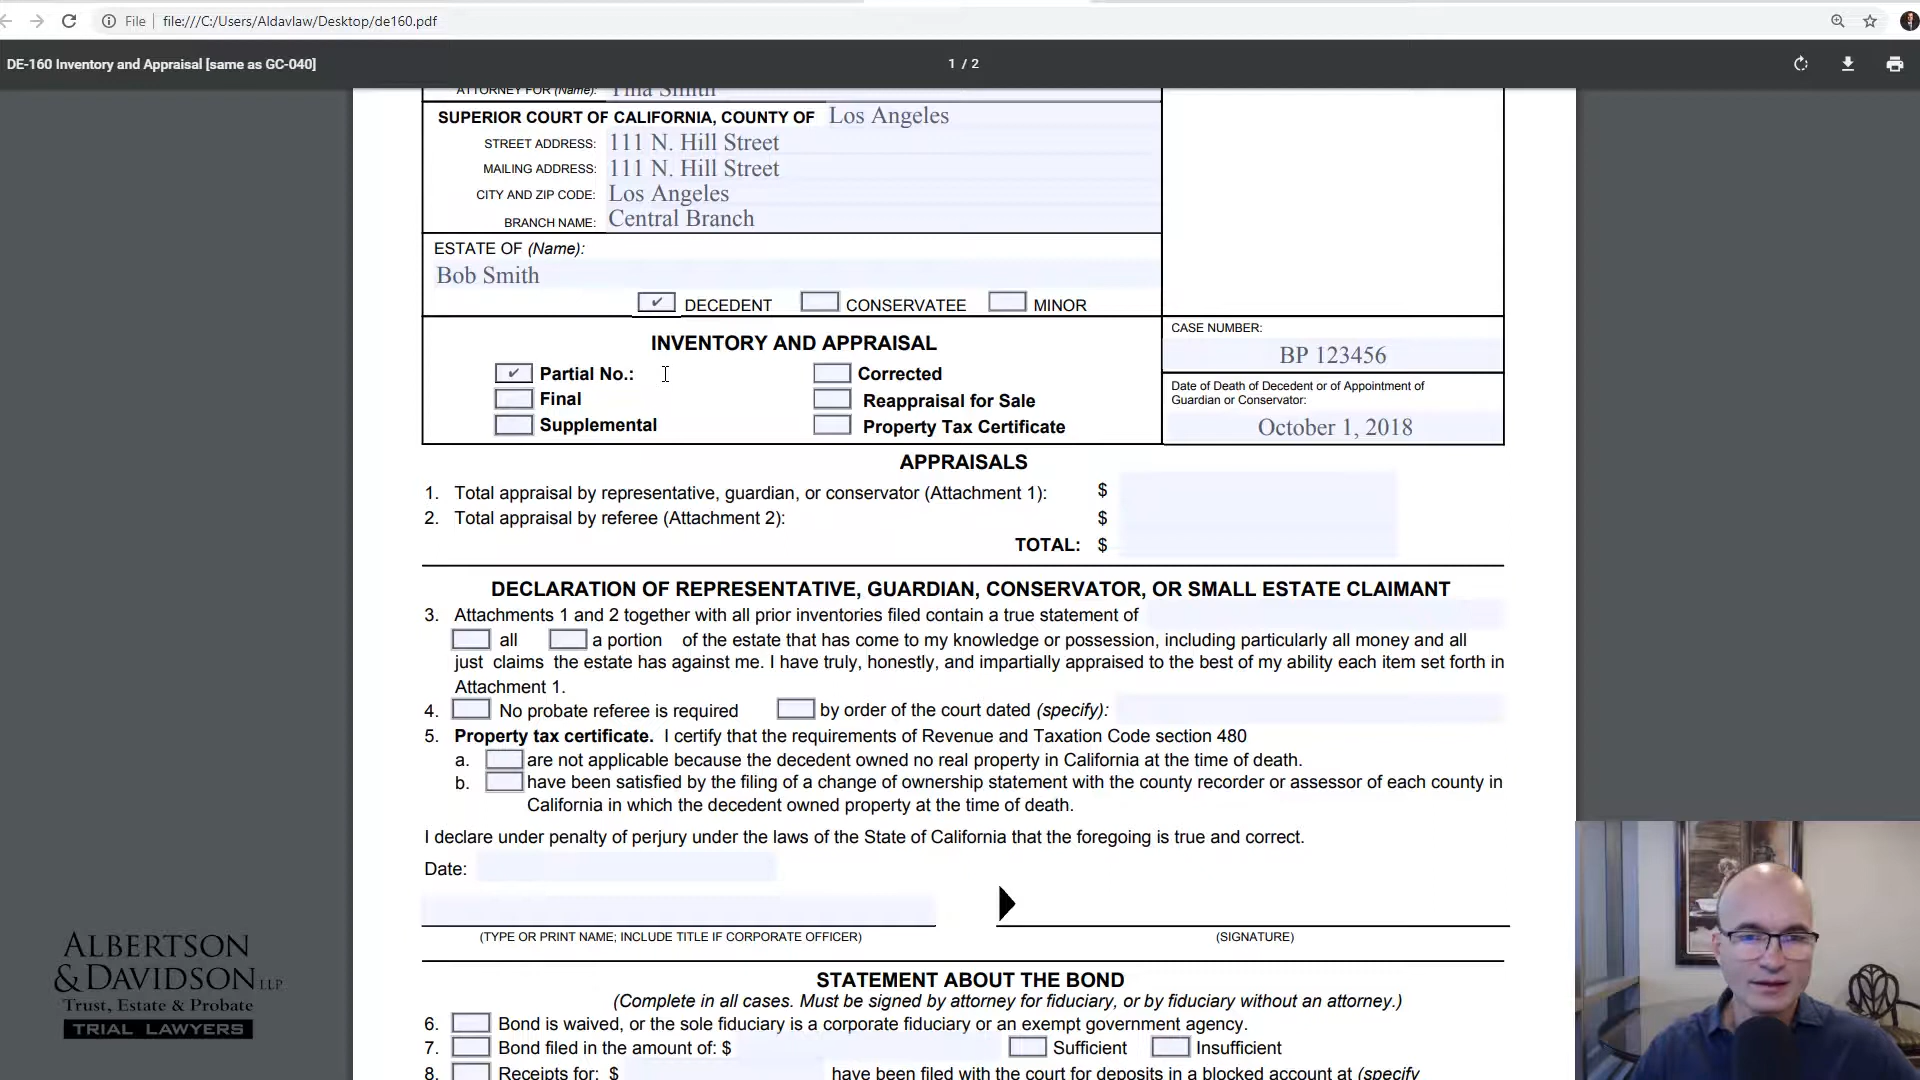 File file:///C:/Users/Aldavlaw/Desktop/de160.pdf
DE-160 Inventory and Appraisal [same as GC-040] 1 / 2
ATTORNEY FOR (Name): Tina Smith
SUPERIOR COURT OF CALIFORNIA, COUNTY OF Los Angeles
STREET ADDRESS: 111 N. Hill Street
MAILING ADDRESS: 111 N. Hill Street
CITY AND ZIP CODE: Los Angeles
BRANCH NAME: Central Branch
ESTATE OF (Name):
Bob Smith
✔ DECEDENT CONSERVATEE MINOR
INVENTORY AND APPRAISAL
✔ Partial No.: Corrected
Final Reappraisal for Sale
Supplemental Property Tax Certificate
CASE NUMBER:
BP 123456
Date of Death of Decedent or of Appointment of
Guardian or Conservator:
October 1, 2018
APPRAISALS
1. Total appraisal by representative, guardian, or conservator (Attachment 1): $
2. Total appraisal by referee (Attachment 2): $
TOTAL: $
DECLARATION OF REPRESENTATIVE, GUARDIAN, CONSERVATOR, OR SMALL ESTATE CLAIMANT
3. Attachments 1 and 2 together with all prior inventories filed contain a true statement of
all a portion of the estate that has come to my knowledge or possession, including particularly all money and all
just claims the estate has against me. I have truly, honestly, and impartially appraised to the best of my ability each item set forth in
Attachment 1.
4. No probate referee is required by order of the court dated (specify):
5. Property tax certificate. I certify that the requirements of Revenue and Taxation Code section 480
a. are not applicable because the decedent owned no real property in California at the time of death.
b. have been satisfied by the filing of a change of ownership statement with the county recorder or assessor of each county in
California in which the decedent owned property at the time of death.
I declare under penalty of perjury under the laws of the State of California that the foregoing is true and correct.
Date:
(TYPE OR PRINT NAME; INCLUDE TITLE IF CORPORATE OFFICER) (SIGNATURE)
STATEMENT ABOUT THE BOND
(Complete in all cases. Must be signed by attorney for fiduciary, or by fiduciary without an attorney.)
6. Bond is waived, or the sole fiduciary is a corporate fiduciary or an exempt government agency.
7. Bond filed in the amount of: $ Sufficient Insufficient
8. Receipts for: $ have been filed with the court for deposits in a blocked account at (specify
ALBERTSON
& DAVIDSON LLP
Trust, Estate & Probate
TRIAL LAWYERS